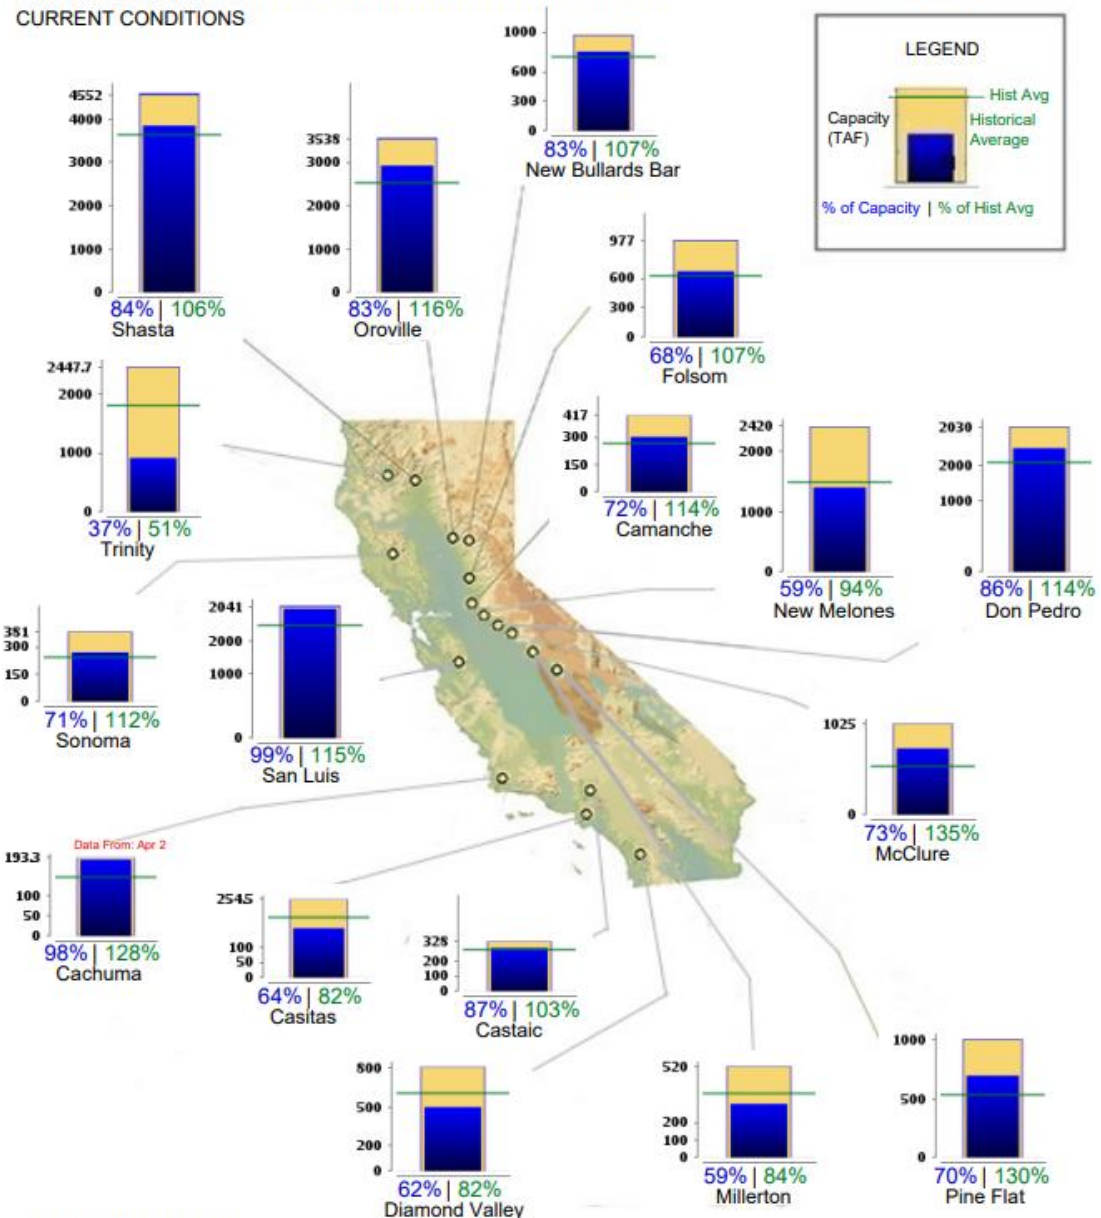 CURRENT CONDITIONS
LEGEND
Hist Avg
Capacity
(TAF)
Historical
Average
% of Capacity | % of Hist Avg
1000
600
300
0
83% | 107%
New Bullards Bar
4552
4000
3000
2000
1000
0
84% | 106%
Shasta
3538
3000
2000
1000
0
83% | 116%
Oroville
977
600
300
0
68% | 107%
Folsom
2447.7
2000
1000
0
37% | 51%
Trinity
417
300
150
0
72% | 114%
Camanche
2420
2000
1000
0
59% | 94%
New Melones
2030
2000
1000
0
86% | 114%
Don Pedro
381
300
150
0
71% | 112%
Sonoma
2041
2000
1000
0
99% | 115%
San Luis
1025
0
73% | 135%
McClure
Data From: Apr 2
193.3
100
50
0
98% | 128%
Cachuma
254.5
100
50
0
64% | 82%
Casitas
328
200
100
0
87% | 103%
Castaic
800
500
200
0
62% | 82%
Diamond Valley
520
200
100
0
59% | 84%
Millerton
1000
500
0
70% | 130%
Pine Flat